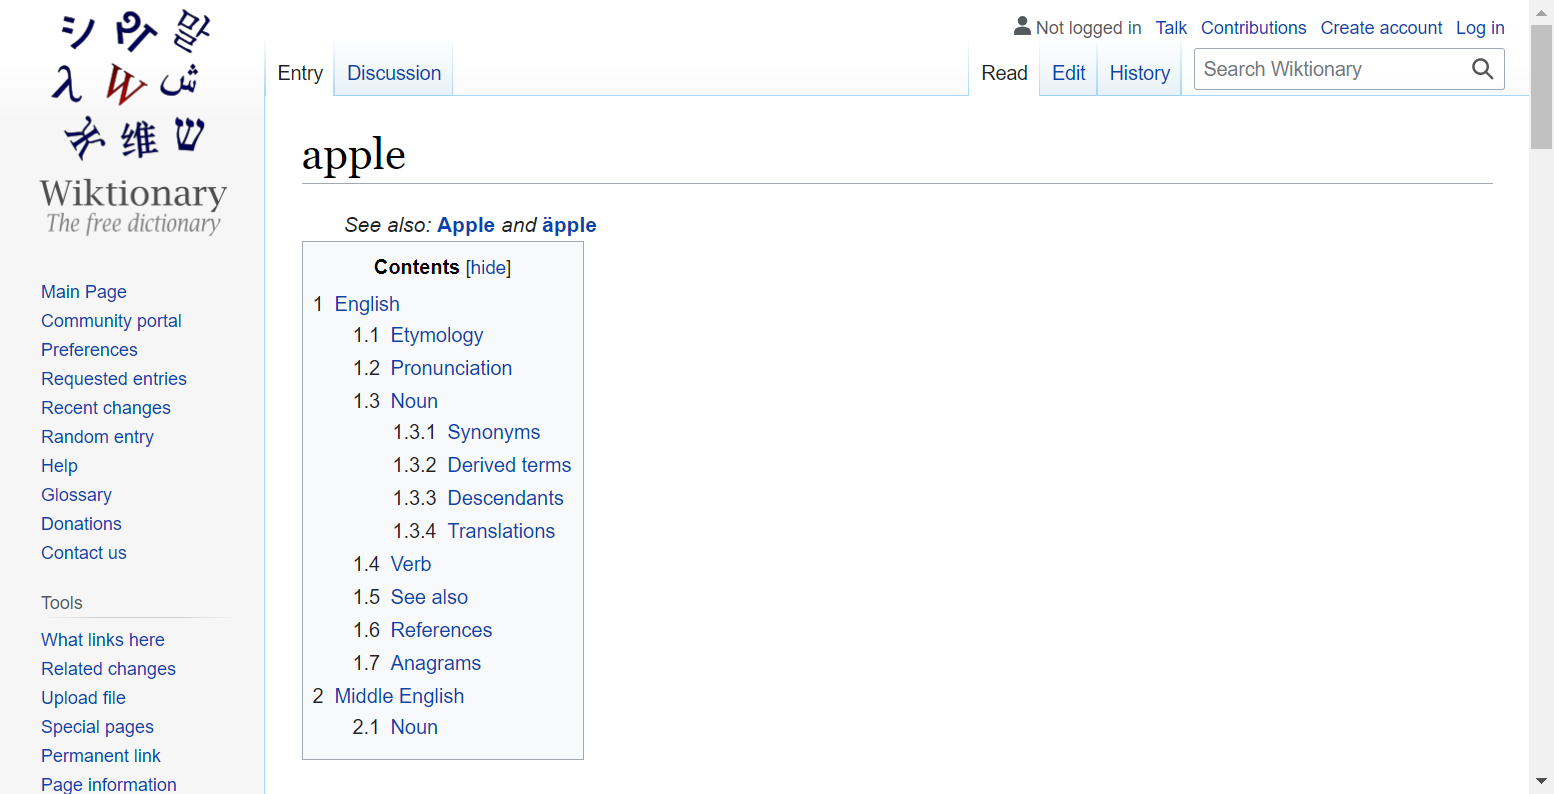 シ வு 말
λ W ش
维 ש
Wiktionary
The free dictionary
Main Page
Community portal
Preferences
Requested entries
Recent changes
Random entry
Help
Glossary
Donations
Contact us
Tools
What links here
Related changes
Upload file
Special pages
Permanent link
Page information
Not logged in Talk Contributions Create account Log in
Entry Discussion Read Edit History Search Wiktionary
apple
See also: Apple and äpple
Contents [hide]
1 English
1.1 Etymology
1.2 Pronunciation
1.3 Noun
1.3.1 Synonyms
1.3.2 Derived terms
1.3.3 Descendants
1.3.4 Translations
1.4 Verb
1.5 See also
1.6 References
1.7 Anagrams
2 Middle English
2.1 Noun